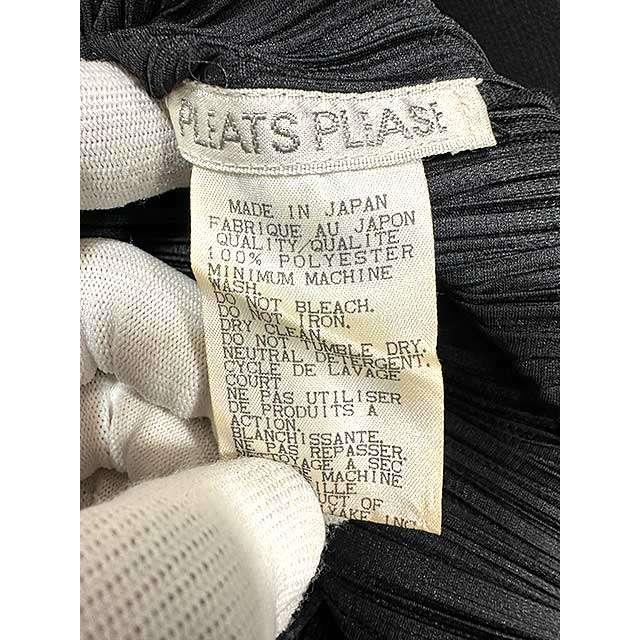 PLEATS PLEASE
MADE IN JAPAN
FABRIQUE AU JAPON
QUALITY/QUALITE
100% POLYESTER
MINIMUM MACHINE
WASH.
DO NOT BLEACH.
DO NOT IRON.
DRY CLEAN.
DO NOT TUMBLE DRY.
NEUTRAL DETERGENT.
CYCLE DE LAVAGE
COURT
NE PAS UTILISER
DE PRODUITS A
ACTION.
BLANCHISSANTE.
NE PAS REPASSER.
A SEC
MACHINE
OF
INC